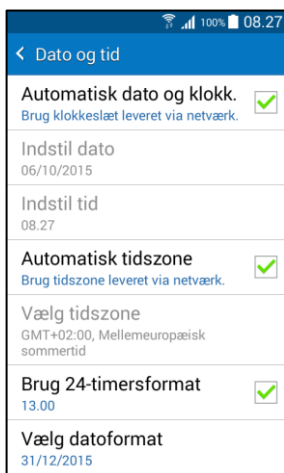 100% 08.27
Dato og tid
Automatisk dato og klokk.
Brug klokkeslæt leveret via netværk.
Indstil dato
06/10/2015
Indstil tid
08.27
Automatisk tidszone
Brug tidszone leveret via netværk.
Vælg tidszone
GMT+02:00, Mellemeuropæisk
sommertid
Brug 24-timersformat
13.00
Vælg datoformat
31/12/2015